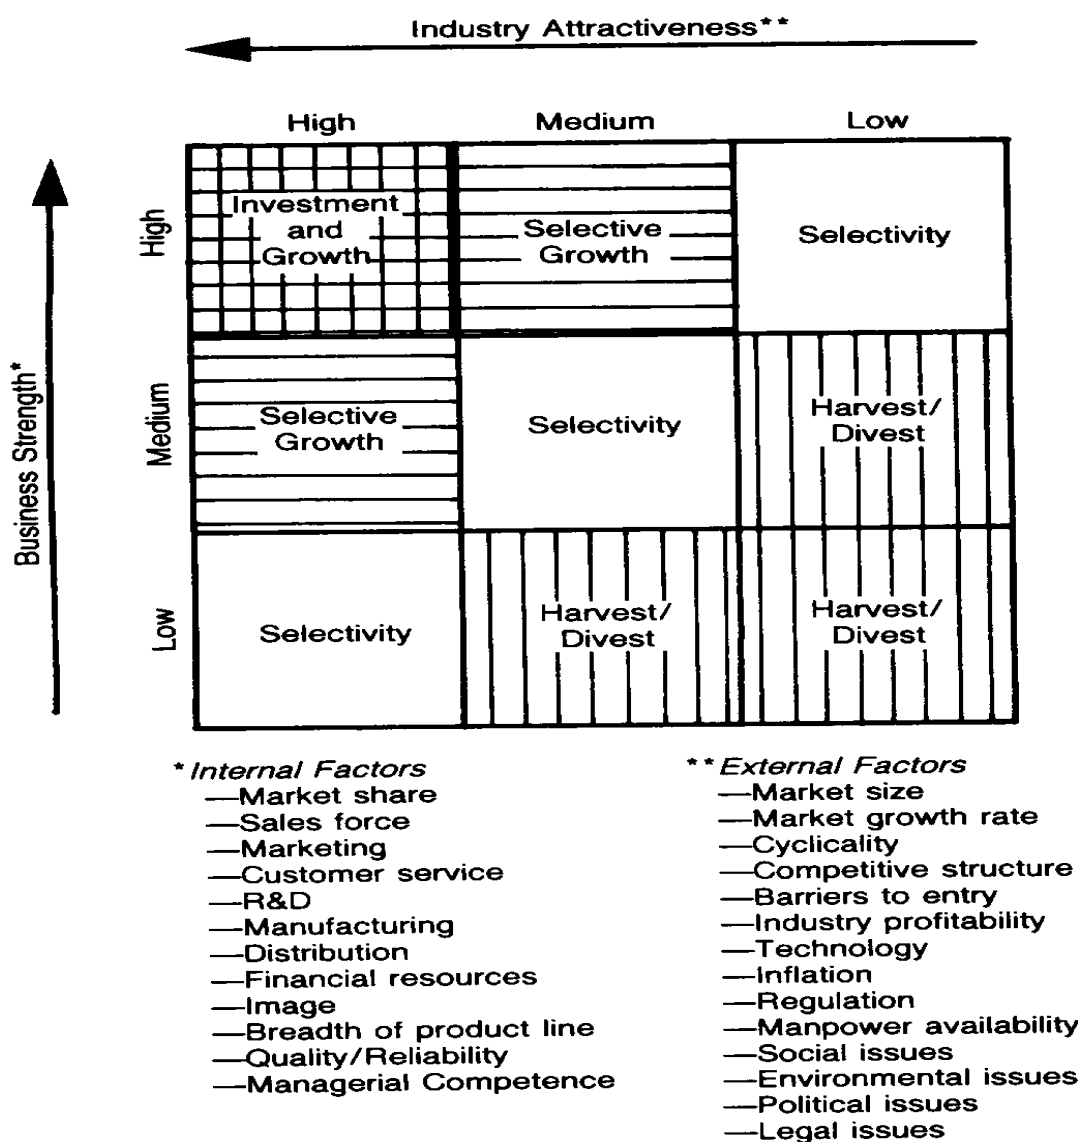 Industry Attractiveness**
High Medium Low
Business Strength*
High
Investment
and
Growth
Selective
Growth
Selectivity
Medium
Selective
Growth
Selectivity
Harvest/
Divest
Low
Selectivity
Harvest/
Divest
Harvest/
Divest
*Internal Factors
—Market share
—Sales force
—Marketing
—Customer service
—R&D
—Manufacturing
—Distribution
—Financial resources
—Image
—Breadth of product line
—Quality/Reliability
—Managerial Competence
**External Factors
—Market size
—Market growth rate
—Cyclicality
—Competitive structure
—Barriers to entry
—Industry profitability
—Technology
—Inflation
—Regulation
—Manpower availability
—Social issues
—Environmental issues
—Political issues
—Legal issues